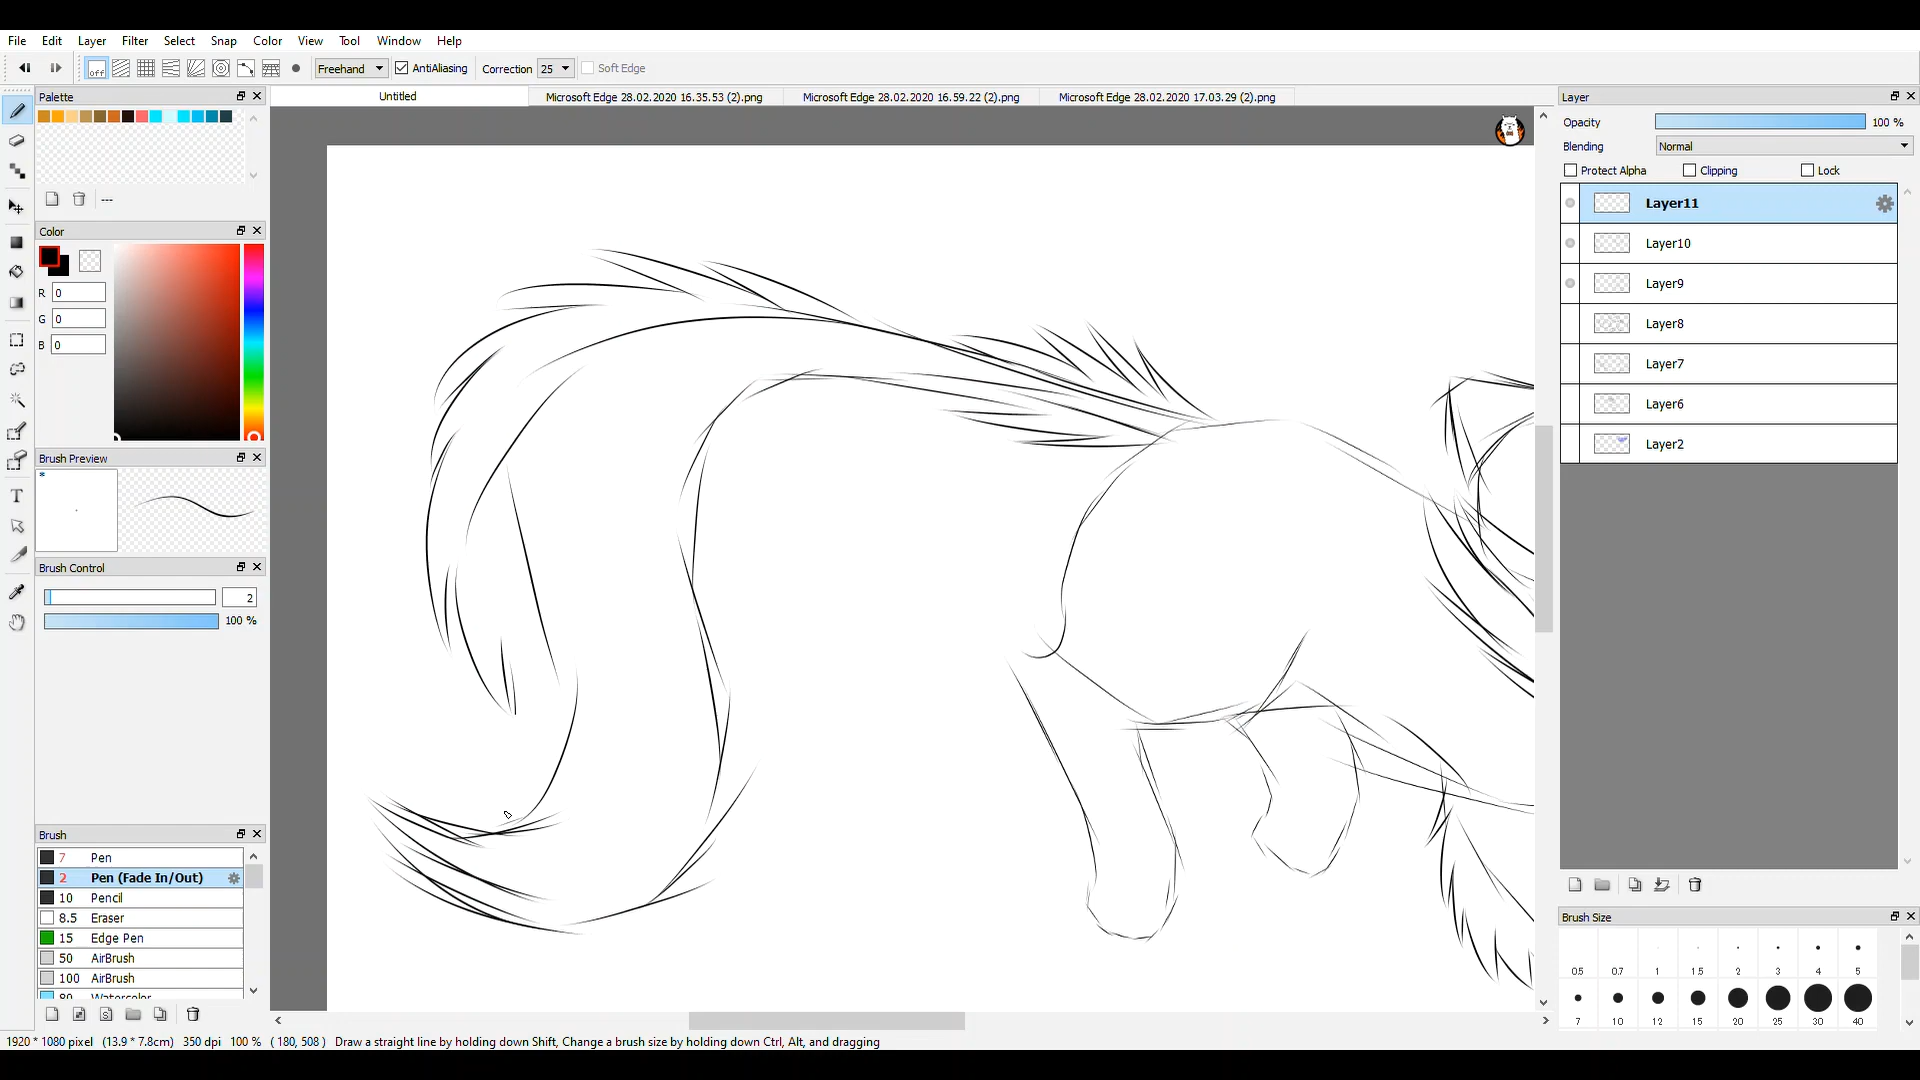 File Edit Layer Filter Select Snap Color View Tool Window Help
off Freehand AntiAliasing Correction 25 Soft Edge
Palette
Untitled
Microsoft Edge 28.02.2020 16.35.53 (2).png
Microsoft Edge 28.02.2020 16.59.22 (2).png
Microsoft Edge 28.02.2020 17.03.29 (2).png
Layer
Opacity 100 %
Blending Normal
Protect Alpha Clipping Lock
Layer11
Layer10
Layer9
Layer8
Layer7
Layer6
Layer2
---
Color
R 0
G 0
B 0
Brush Preview
*
Brush Control
2
100 %
Brush
7 Pen
2 Pen (Fade In/Out)
10 Pencil
8.5 Eraser
15 Edge Pen
50 AirBrush
100 AirBrush
80 Watercolor
Brush Size
0.5 0.7 1 1.5 2 3 4 5
7 10 12 15 20 25 30 40
T
S
1920 * 1080 pixel (13.9 * 7.8cm) 350 dpi 100 % ( 180, 508 ) Draw a straight line by holding down Shift, Change a brush size by holding down Ctrl, Alt, and dragging